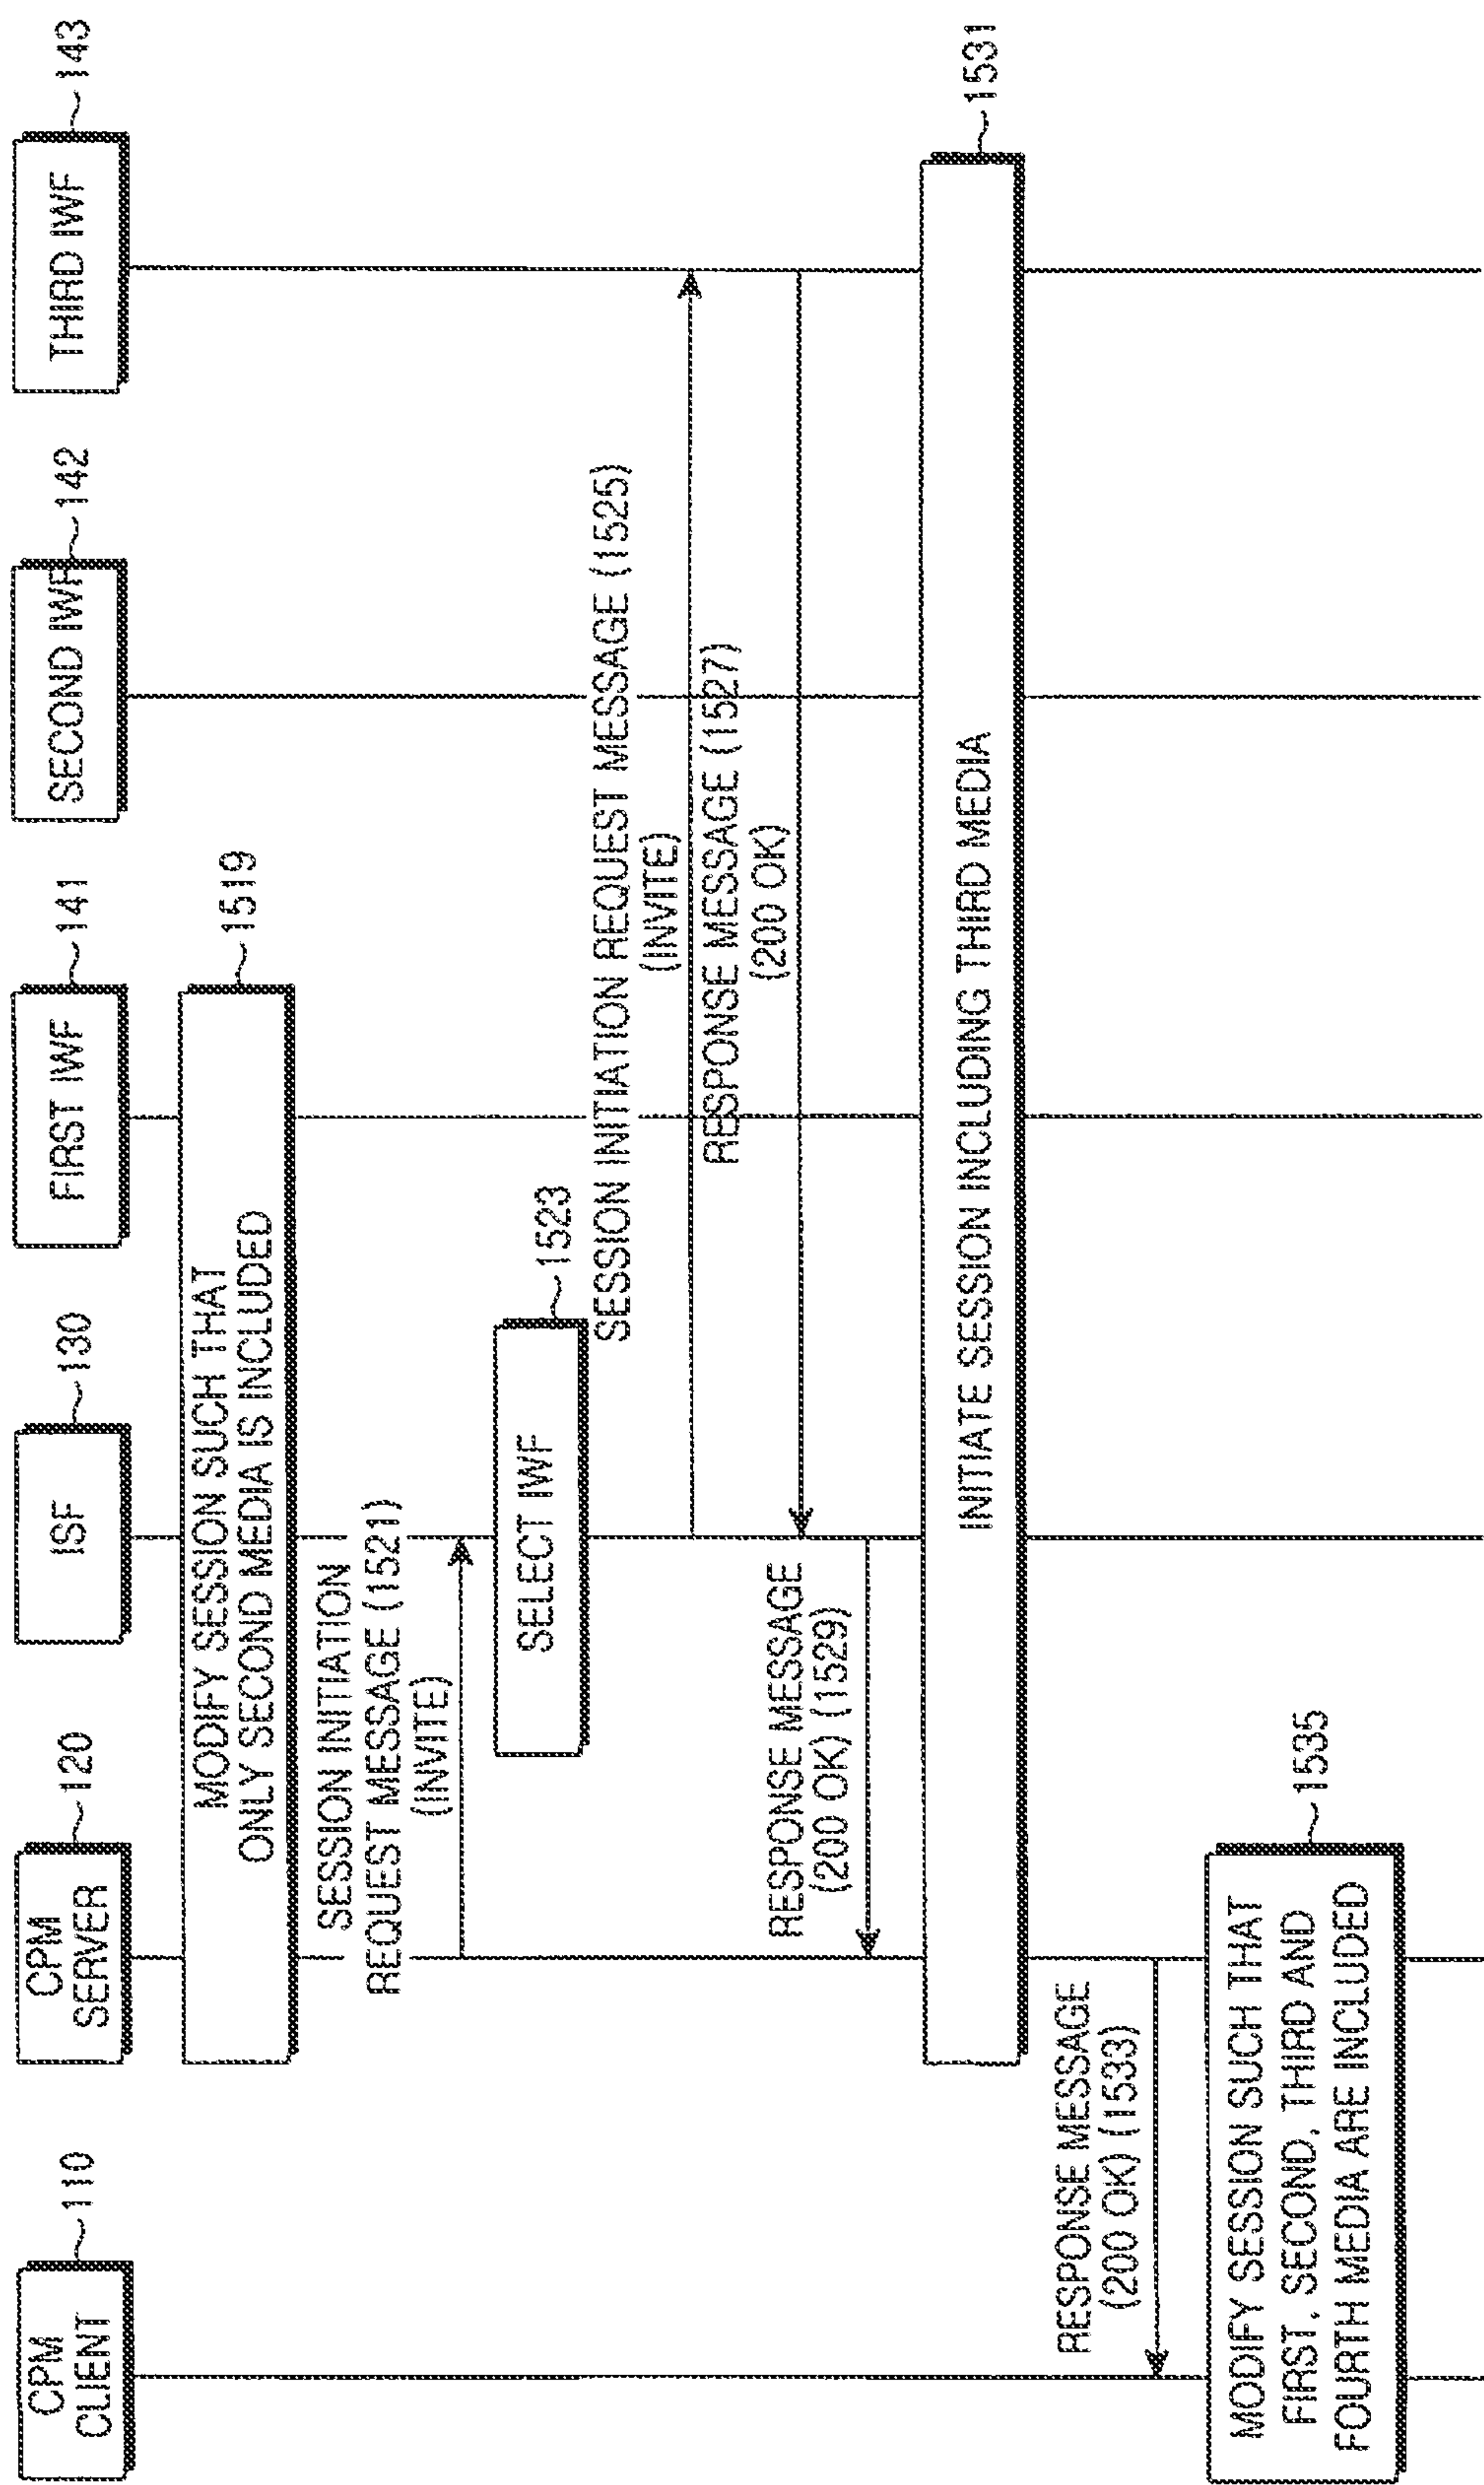 CPM
CLIENT
110
CPM
SERVER
120
ISF
130
FIRST IWF
141
SECOND IWF
142
THIRD IWF
143
MODIFY SESSION SUCH THAT
ONLY SECOND MEDIA IS INCLUDED
1519
SESSION INITIATION
REQUEST MESSAGE (1521)
(INVITE)
SELECT IWF
1523
SESSION INITIATION REQUEST MESSAGE (1525)
(INVITE)
RESPONSE MESSAGE (1527)
(200 OK)
RESPONSE MESSAGE
(200 OK) (1529)
INITIATE SESSION INCLUDING THIRD MEDIA
1531
RESPONSE MESSAGE
(200 OK) (1533)
MODIFY SESSION SUCH THAT
FIRST, SECOND, THIRD AND
FOURTH MEDIA ARE INCLUDED
1535